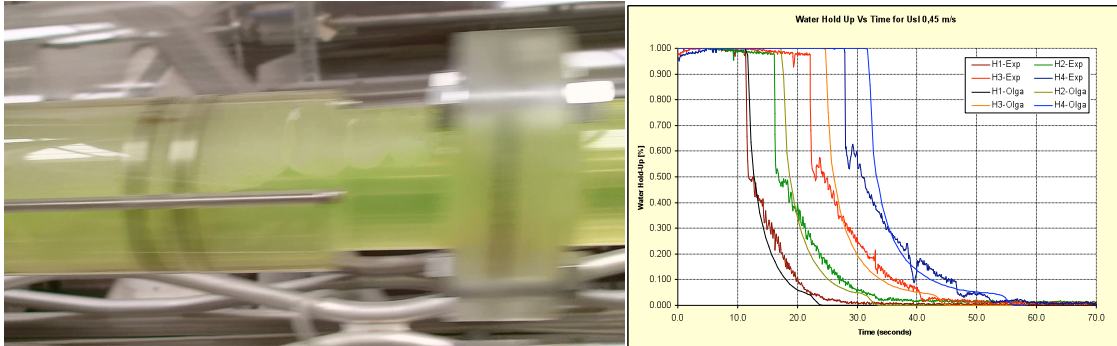 Water Hold Up Vs Time for Usl 0,45 m/s
Water Hold-Up [%]
1.000
0.900
0.800
0.700
0.600
0.500
0.400
0.300
0.200
0.100
0.000
H1-Exp
H2-Exp
H3-Exp
H4-Exp
H1-Olga
H2-Olga
H3-Olga
H4-Olga
0.0 10.0 20.0 30.0 40.0 50.0 60.0 70.0
Time (seconds)